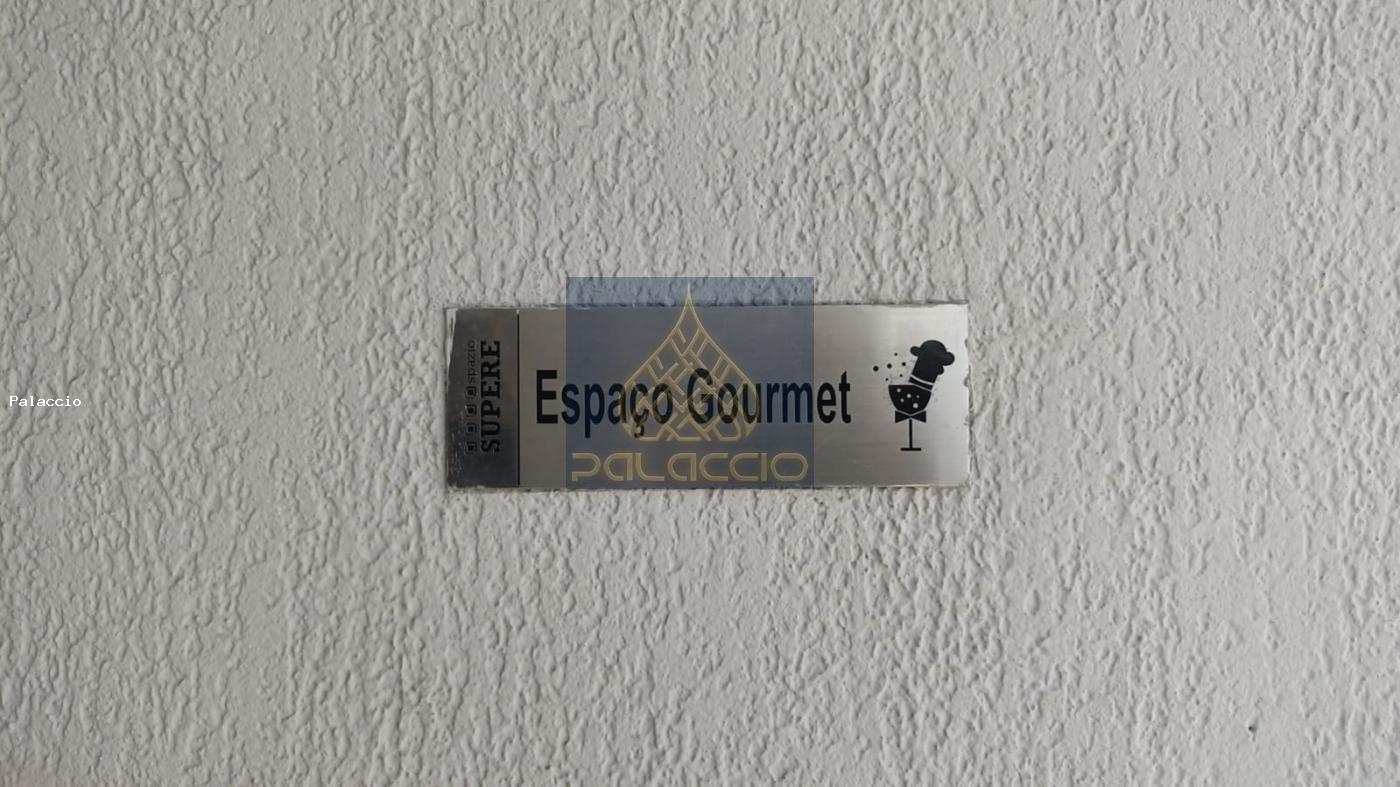 spazio
SUPERE
Espaço Gourmet
PALACCIO
Palaccio